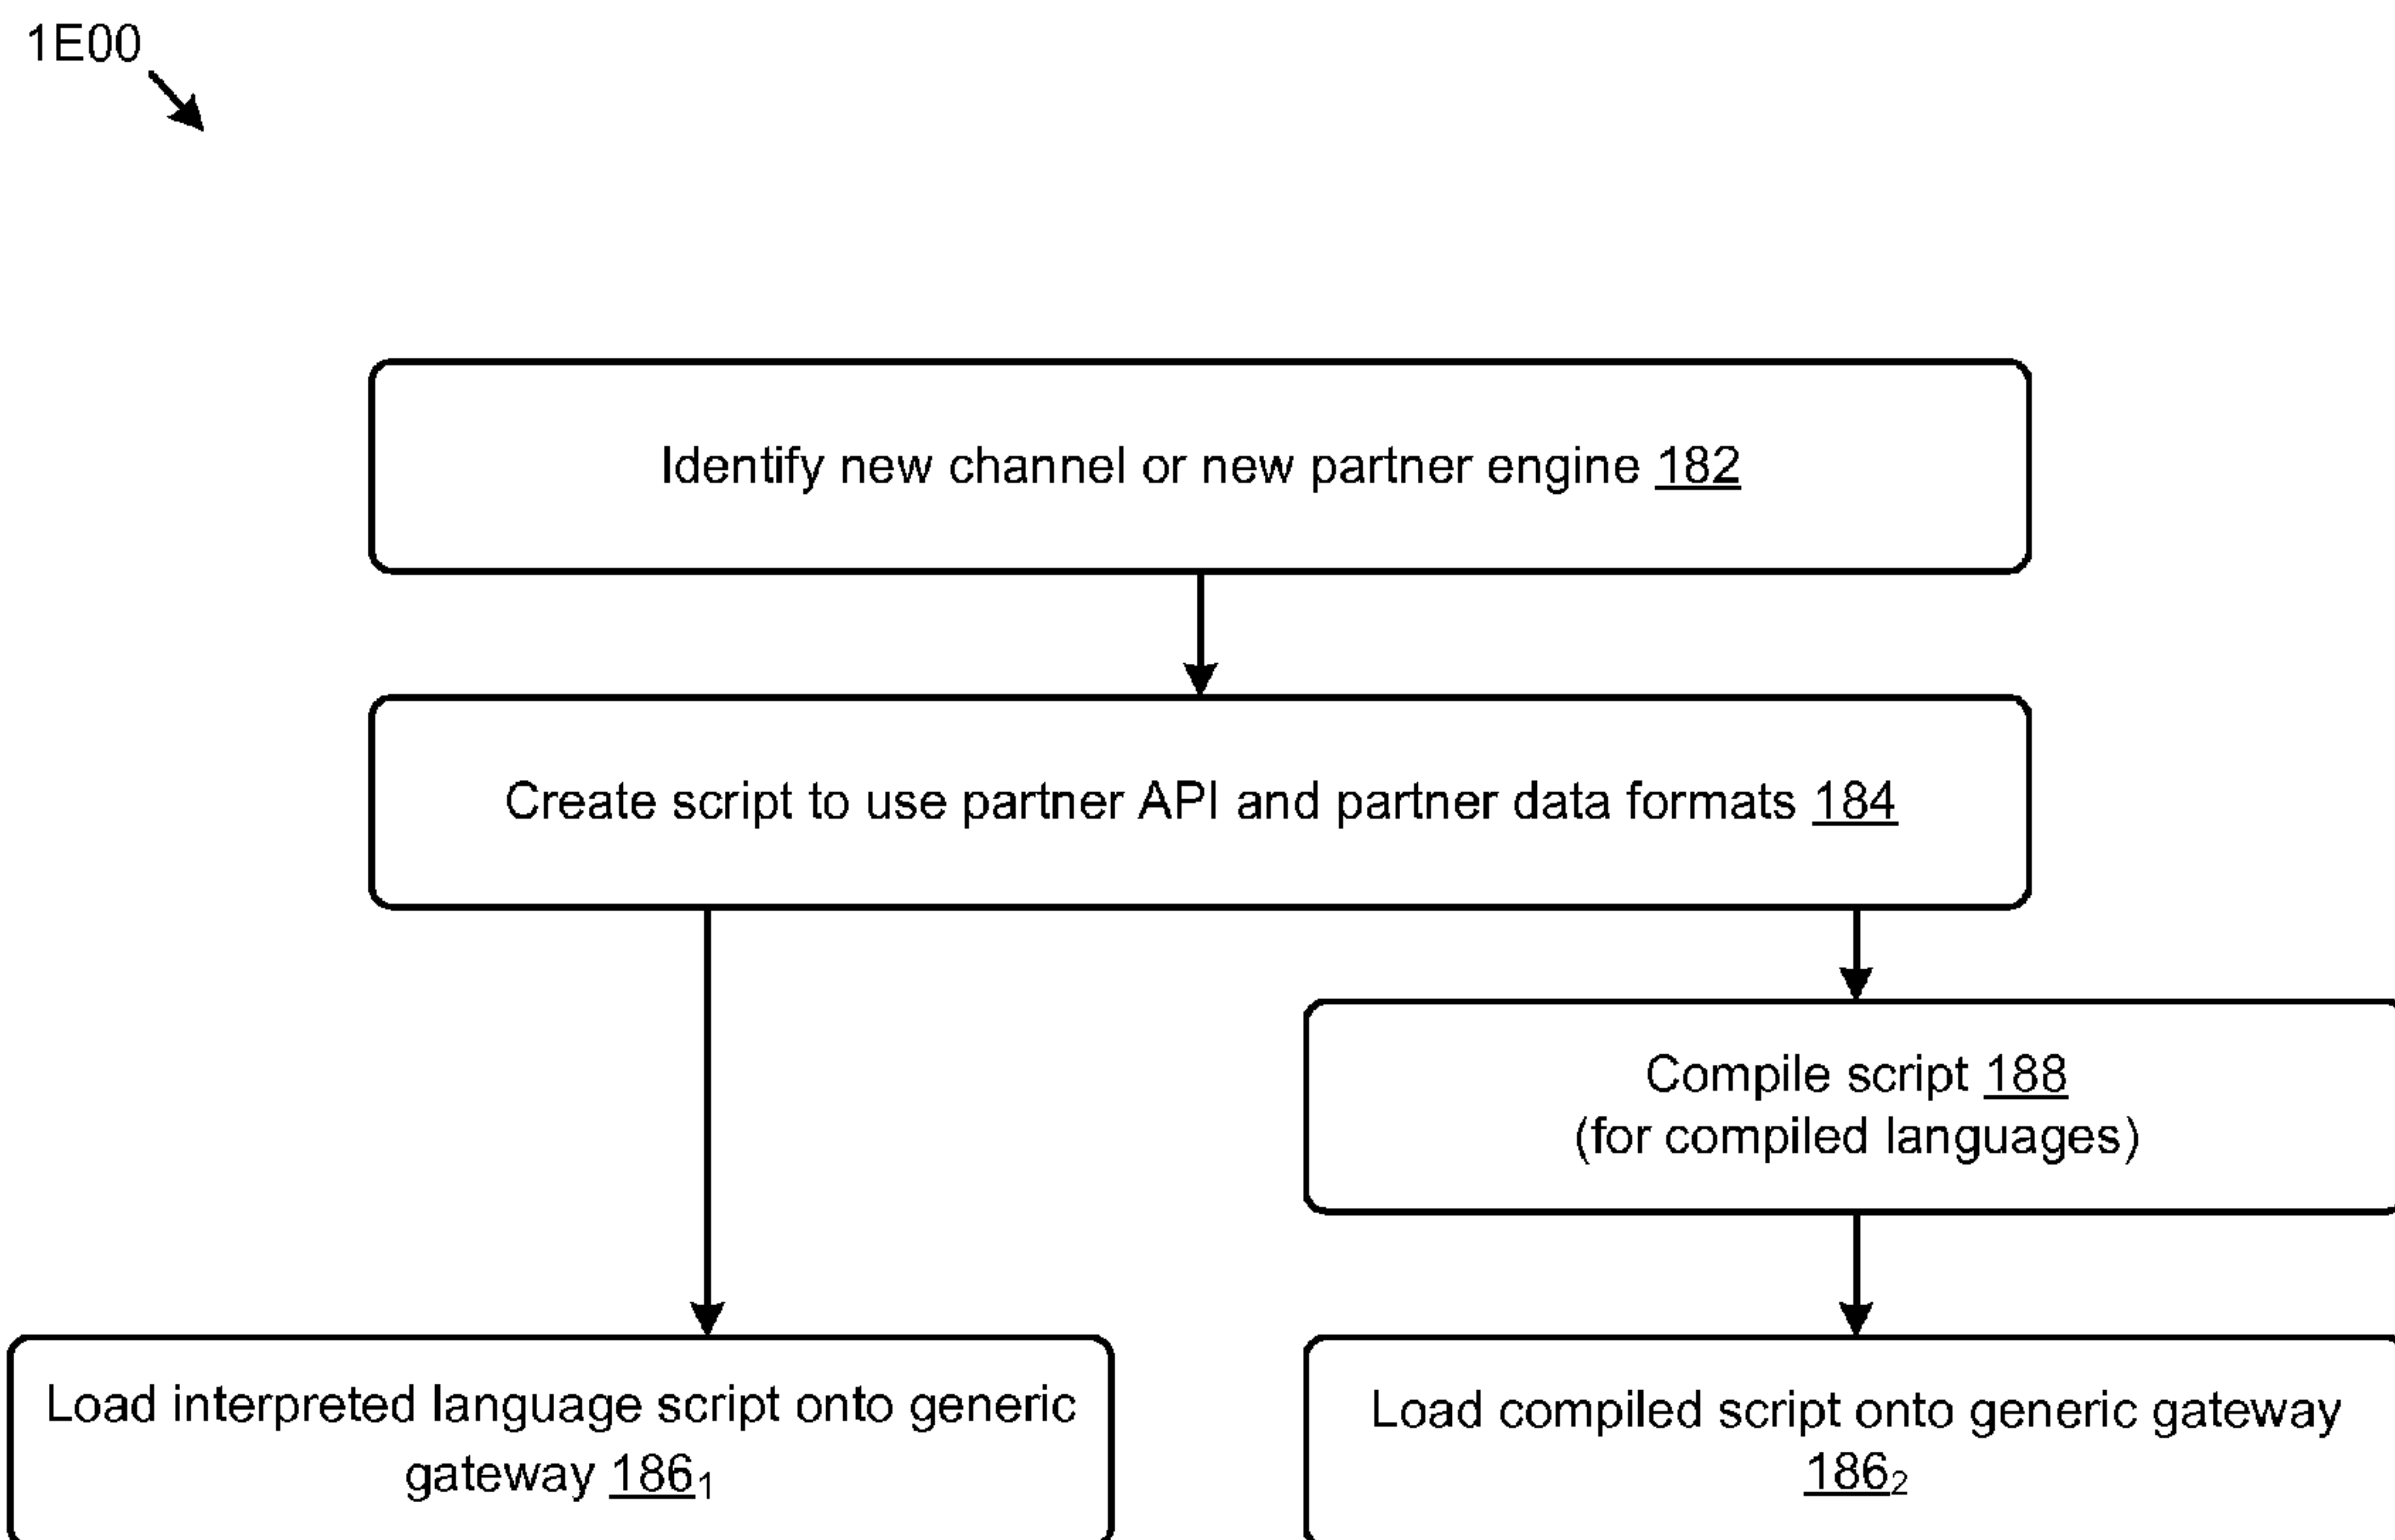 1E00
Identify new channel or new partner engine 182
Create script to use partner API and partner data formats 184
Compile script 188
(for compiled languages)
Load interpreted language script onto generic
gateway 186₁
Load compiled script onto generic gateway
186₂